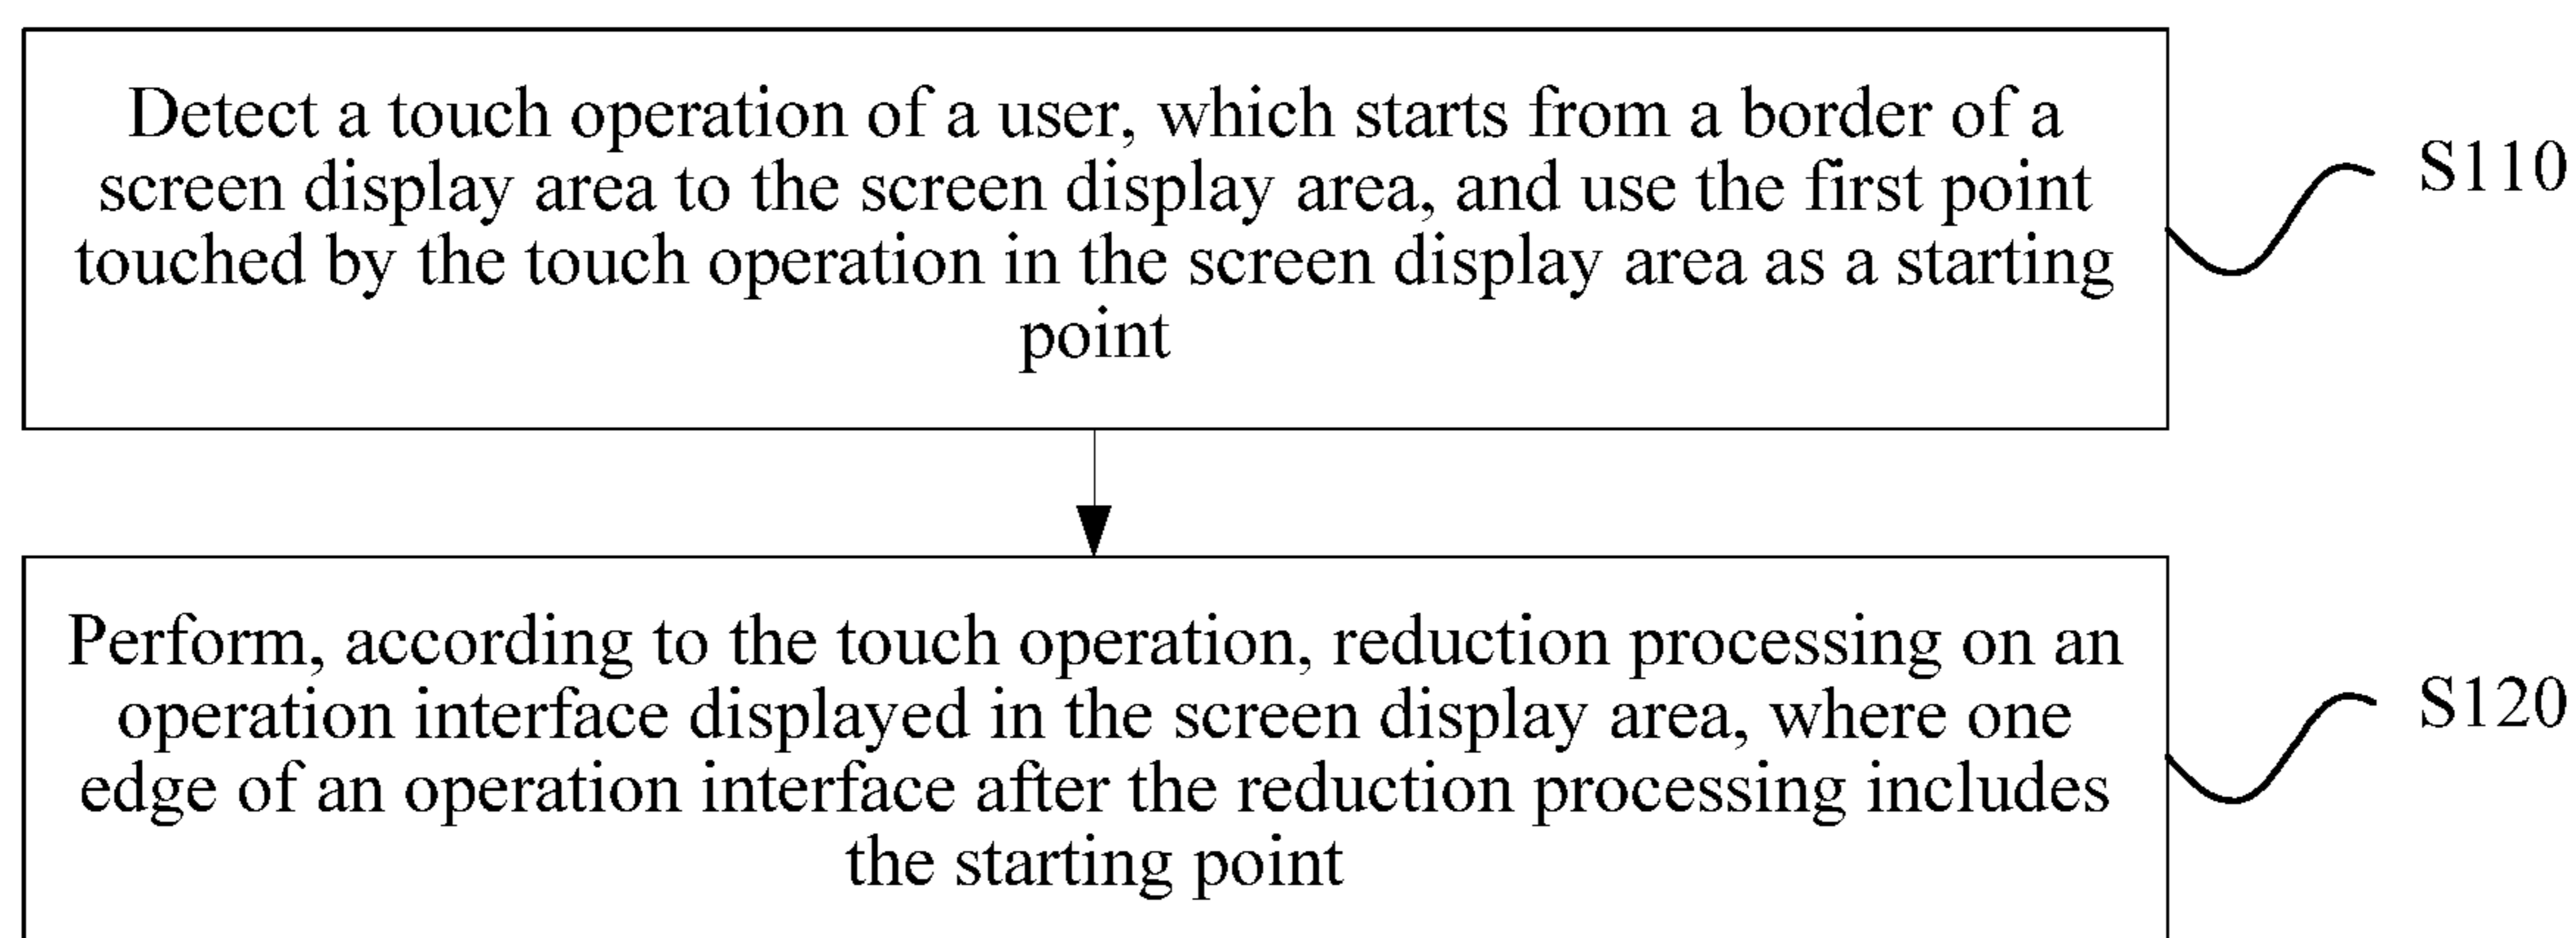 Detect a touch operation of a user, which starts from a border of a
screen display area to the screen display area, and use the first point
touched by the touch operation in the screen display area as a starting
point
S110
Perform, according to the touch operation, reduction processing on an
operation interface displayed in the screen display area, where one
edge of an operation interface after the reduction processing includes
the starting point
S120